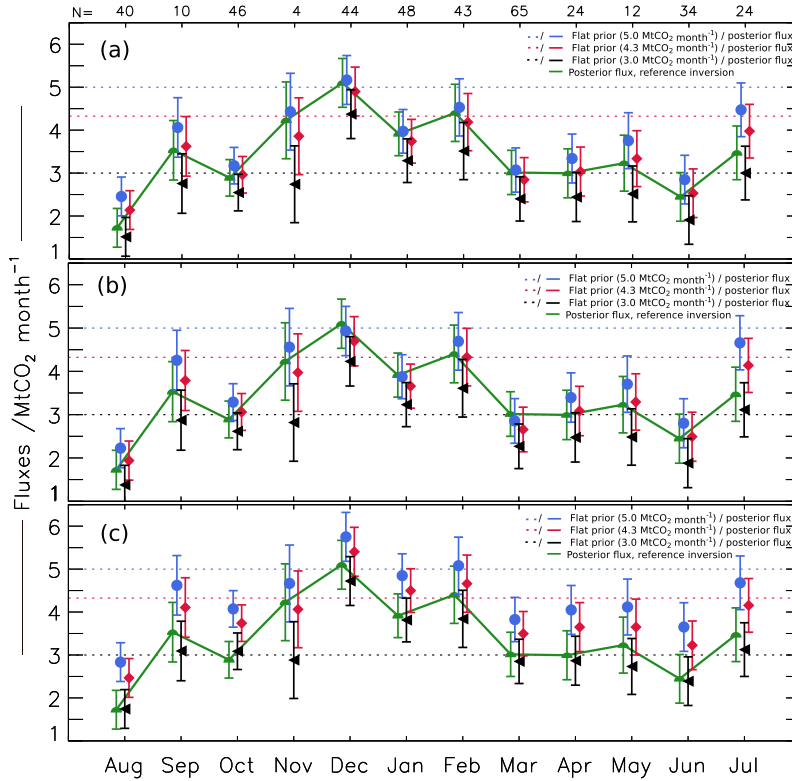 N= 40 10 46 4 44 48 43 65 24 12 34 24
(a)
Flat prior (5.0 MtCO₂ month⁻¹) / posterior flux
Flat prior (4.3 MtCO₂ month⁻¹) / posterior flux
Flat prior (3.0 MtCO₂ month⁻¹) / posterior flux
Posterior flux, reference inversion
6
5
4
3
2
1
(b)
Flat prior (5.0 MtCO₂ month⁻¹) / posterior flux
Flat prior (4.3 MtCO₂ month⁻¹) / posterior flux
Flat prior (3.0 MtCO₂ month⁻¹) / posterior flux
Posterior flux, reference inversion
6
5
4
3
2
1
Fluxes /MtCO₂ month⁻¹
(c)
Flat prior (5.0 MtCO₂ month⁻¹) / posterior flux
Flat prior (4.3 MtCO₂ month⁻¹) / posterior flux
Flat prior (3.0 MtCO₂ month⁻¹) / posterior flux
Posterior flux, reference inversion
6
5
4
3
2
1
Aug Sep Oct Nov Dec Jan Feb Mar Apr May Jun Jul